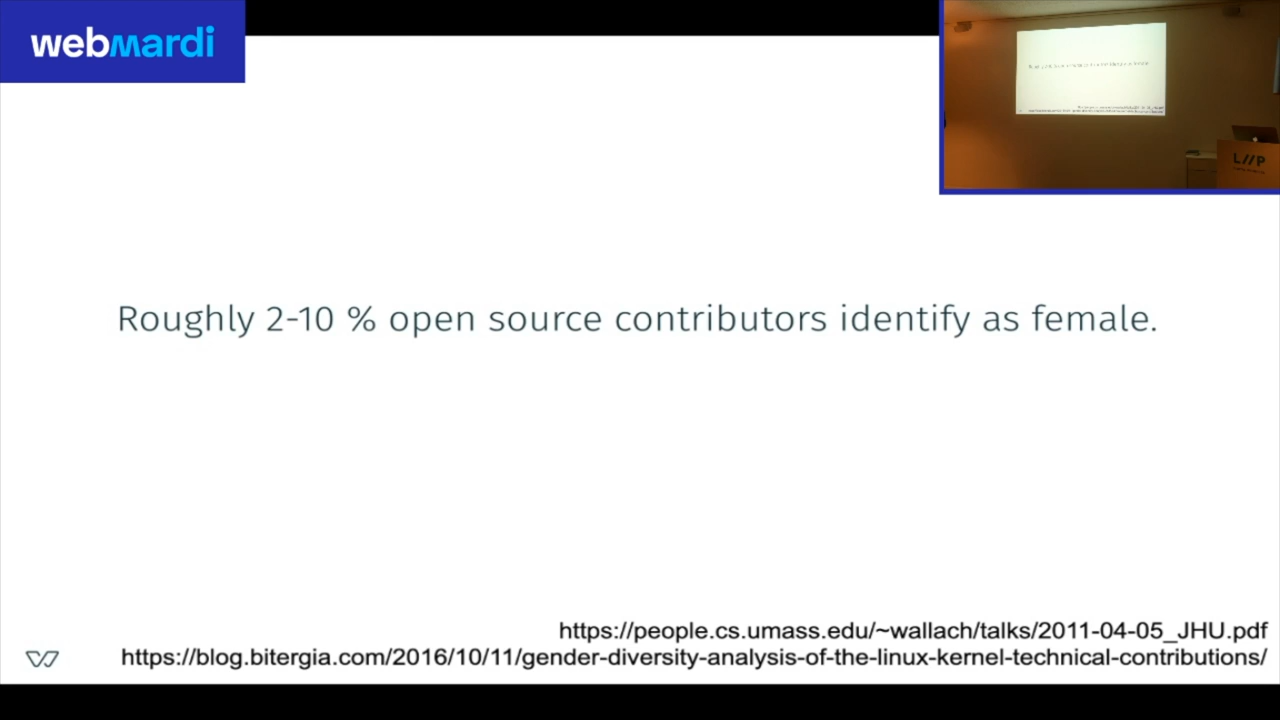 webmardi
LIIP
Roughly 2-10 % open source contributors identify as female.
https://people.cs.umass.edu/~wallach/talks/2011-04-05_JHU.pdf
https://blog.bitergia.com/2016/10/11/gender-diversity-analysis-of-the-linux-kernel-technical-contributions/